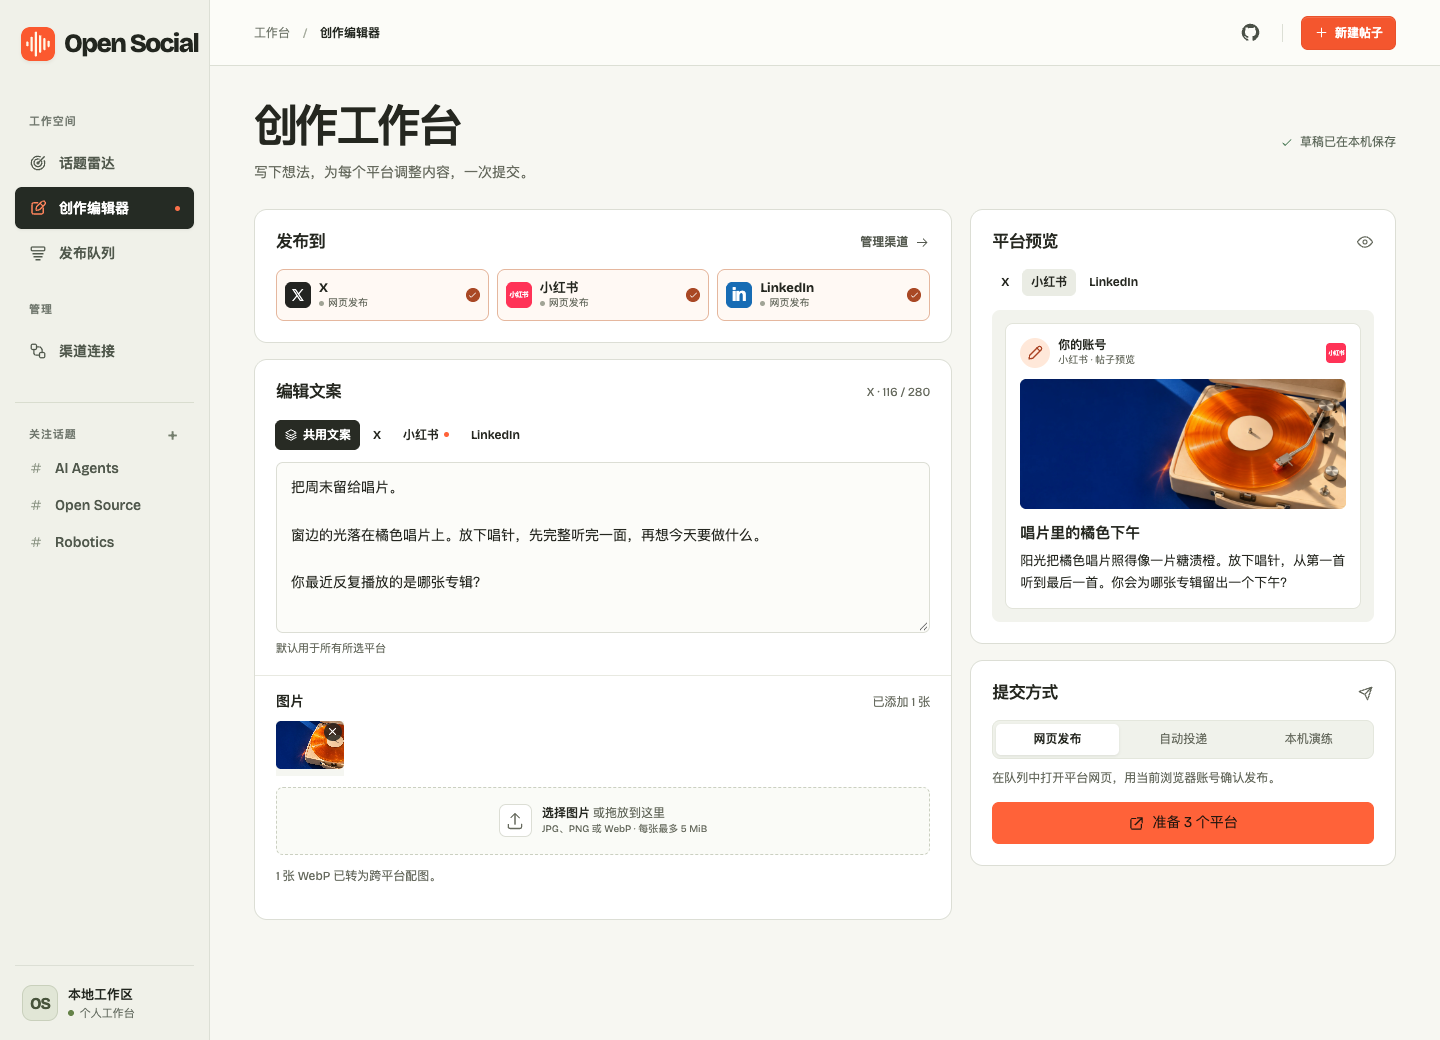 Open Social
工作空间
话题雷达
创作编辑器
发布队列
管理
渠道连接
关注话题
# AI Agents
# Open Source
# Robotics
OS
本地工作区
个人工作台
工作台 / 创作编辑器
新建帖子
创作工作台
写下想法，为每个平台调整内容，一次提交。
草稿已在本机保存
发布到
管理渠道
X
网页发布
小红书
小红书
网页发布
in
LinkedIn
网页发布
编辑文案
X · 116 / 280
共用文案
X
小红书
LinkedIn
把周末留给唱片。
窗边的光落在橘色唱片上。放下唱针，先完整听完一面，再想今天要做什么。
你最近反复播放的是哪张专辑？
默认用于所有所选平台
图片
已添加 1 张
选择图片 或拖放到这里
JPG、PNG 或 WebP · 每张最多 5 MiB
1 张 WebP 已转为跨平台配图。
平台预览
X
小红书
LinkedIn
你的账号
小红书 · 帖子预览
小红书
唱片里的橘色下午
阳光把橘色唱片照得像一片糖渍橙。放下唱针，从第一首
听到最后一首。你会为哪张专辑留出一个下午？
提交方式
网页发布
自动投递
本机演练
在队列中打开平台网页，用当前浏览器账号确认发布。
准备 3 个平台